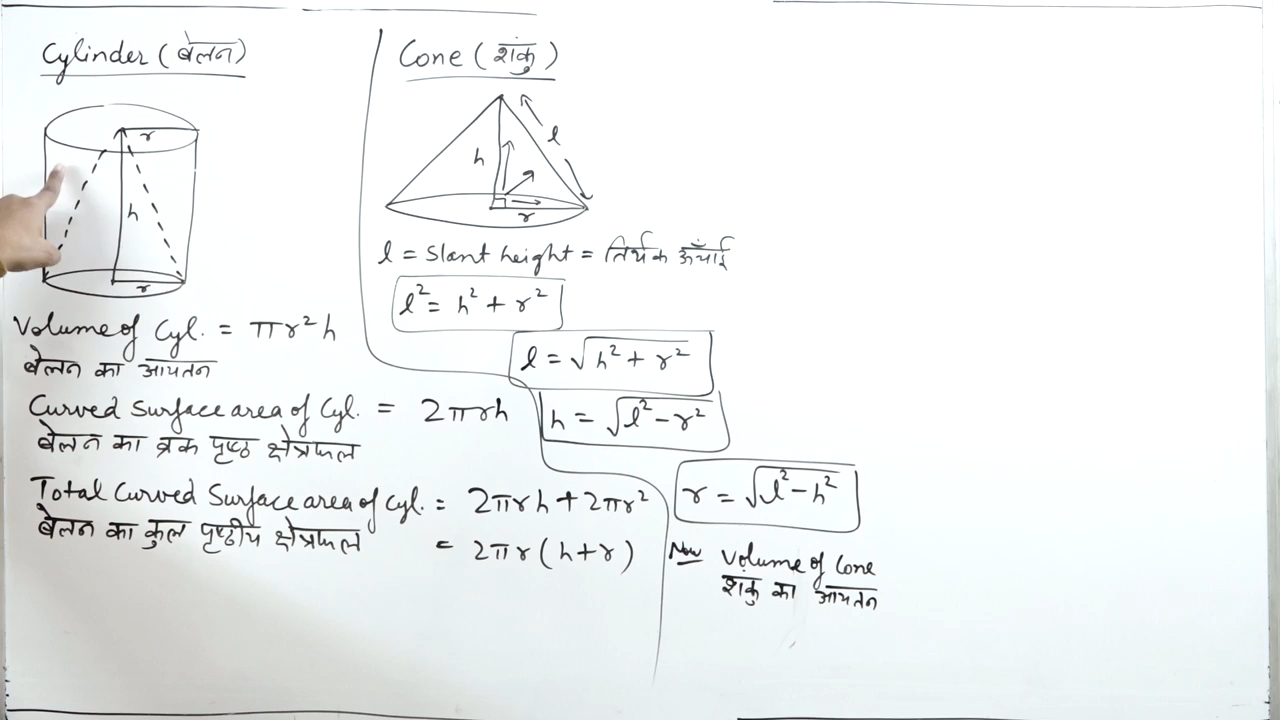 Cylinder (बेलन)
r
h
r
Volume of Cyl. = πr²h
बेलन का आयतन
Curved Surface area of Cyl. = 2πrh
बेलन का व्रक पृष्ठ क्षेत्रफल
Total Curved Surface area of Cyl. = 2πrh + 2πr²
बेलन का कुल पृष्ठीय क्षेत्रफल = 2πr(h+r)
Cone (शंकु)
l
h
r
l = Slant height = तिर्यक ऊँचाई
l² = h² + r²
l = √h² + r²
h = √l² - r²
r = √l² - h²
Now Volume of Cone
शंकु का आयतन